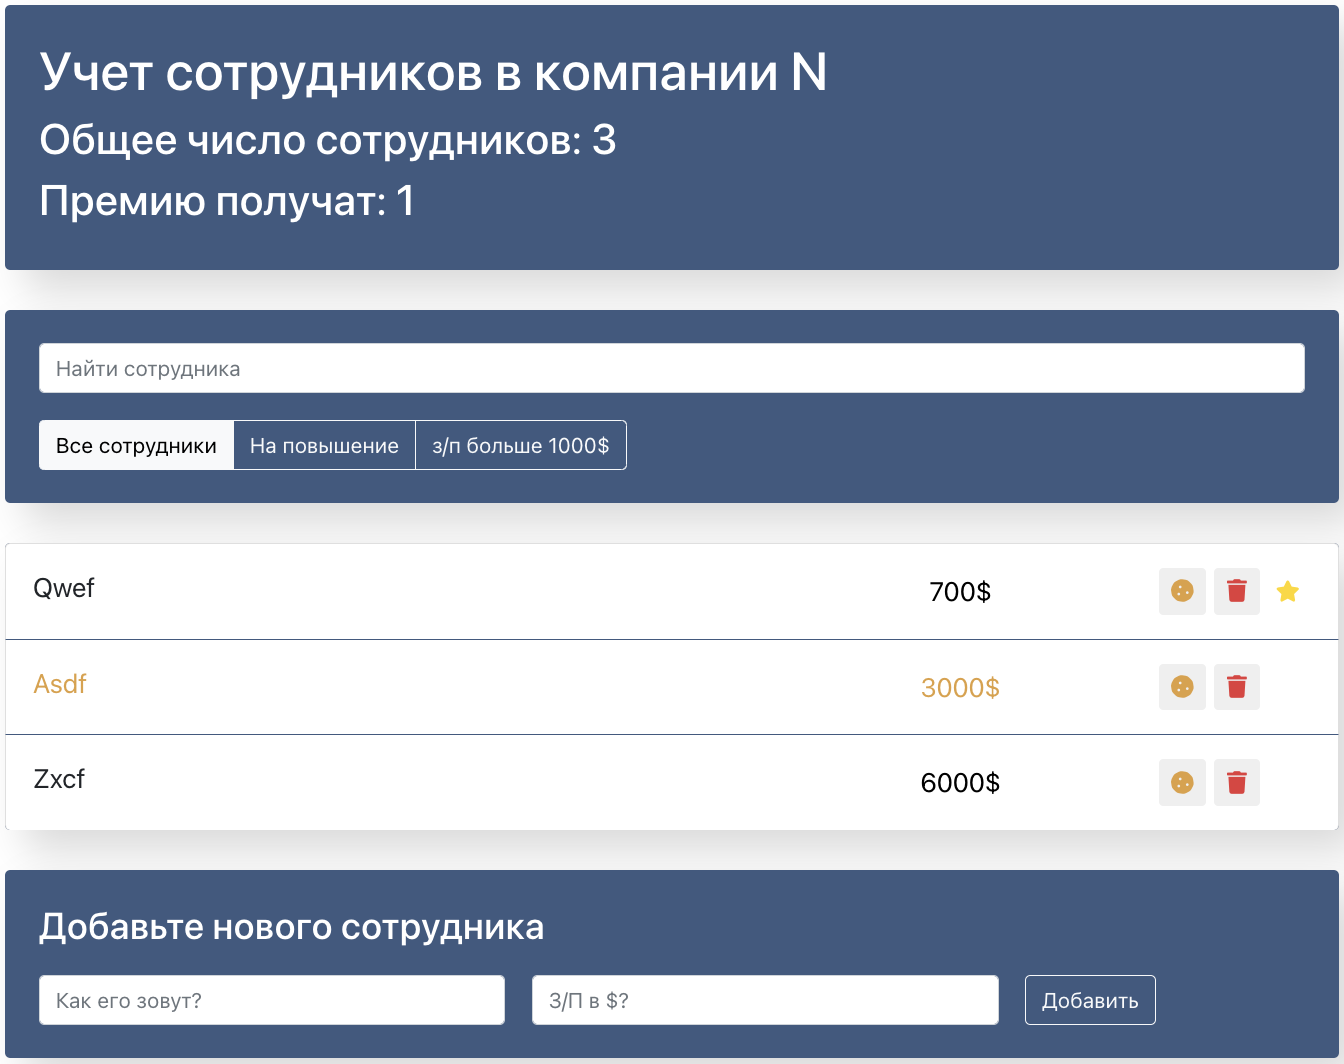 Учет сотрудников в компании N
Общее число сотрудников: 3
Премию получат: 1
Найти сотрудника
Все сотрудники На повышение з/п больше 1000$
Qwef 700$
Asdf 3000$
Zxcf 6000$
Добавьте нового сотрудника
Как его зовут? З/П в $? Добавить